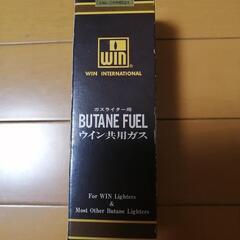 WIN
WIN INTERNATIONAL
ガスライター用
BUTANE FUEL
ウイン共用ガス
For WIN Lighters
&
Most Other Butane Lighters